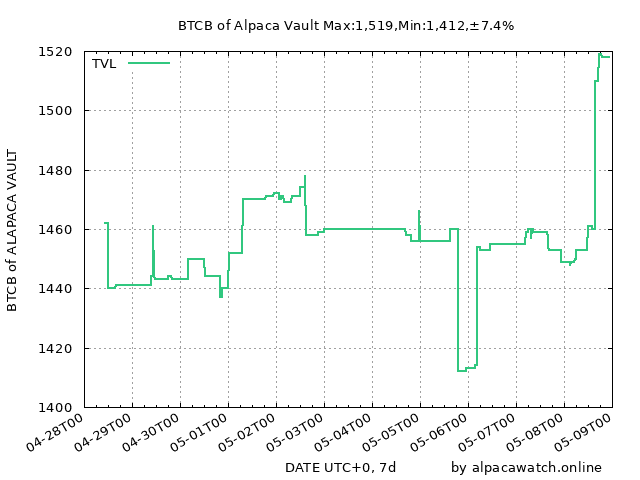 BTCB of Alpaca Vault Max:1,519,Min:1,412,±7.4%
TVL
1520
1500
1480
1460
1440
1420
1400
BTCB of ALAPACA VAULT
04-28T00
04-29T00
04-30T00
05-01T00
05-02T00
05-03T00
05-04T00
05-05T00
05-06T00
05-07T00
05-08T00
05-09T00
DATE UTC+0, 7d
by alpacawatch.online